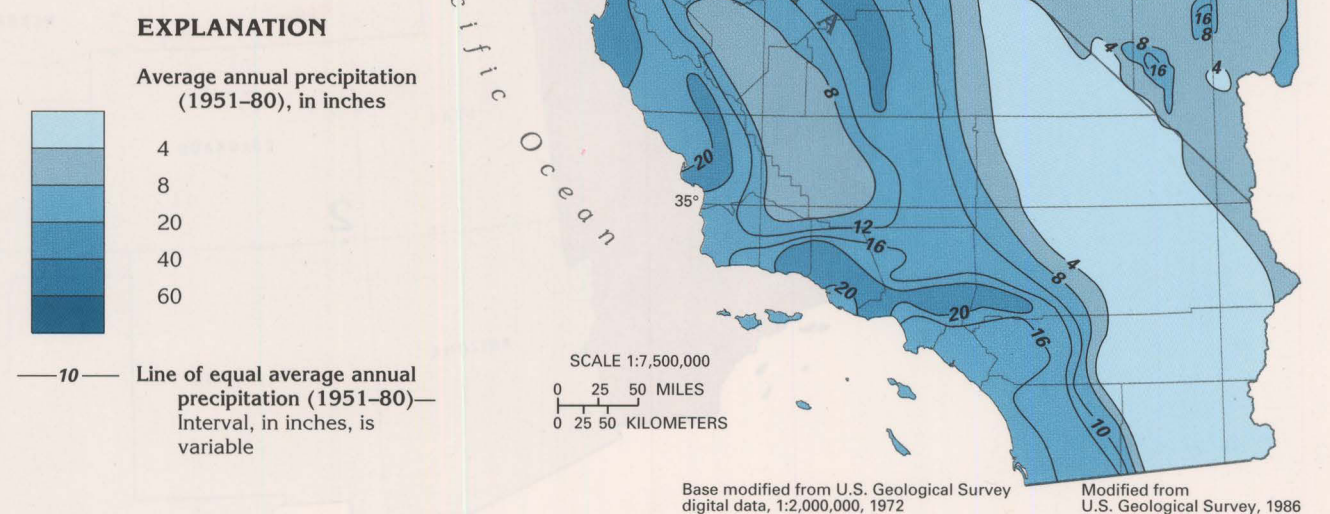 EXPLANATION
Average annual precipitation
(1951–80), in inches
4
8
20
40
60
10
Line of equal average annual
precipitation (1951–80)—
Interval, in inches, is
variable
cific Ocean
35°
SCALE 1:7,500,000
0 25 50 MILES
0 25 50 KILOMETERS
A
8
20
12
16
20
20
16
4
8
10
16
8
4
8
16
4
Base modified from U.S. Geological Survey
digital data, 1:2,000,000, 1972
Modified from
U.S. Geological Survey, 1986